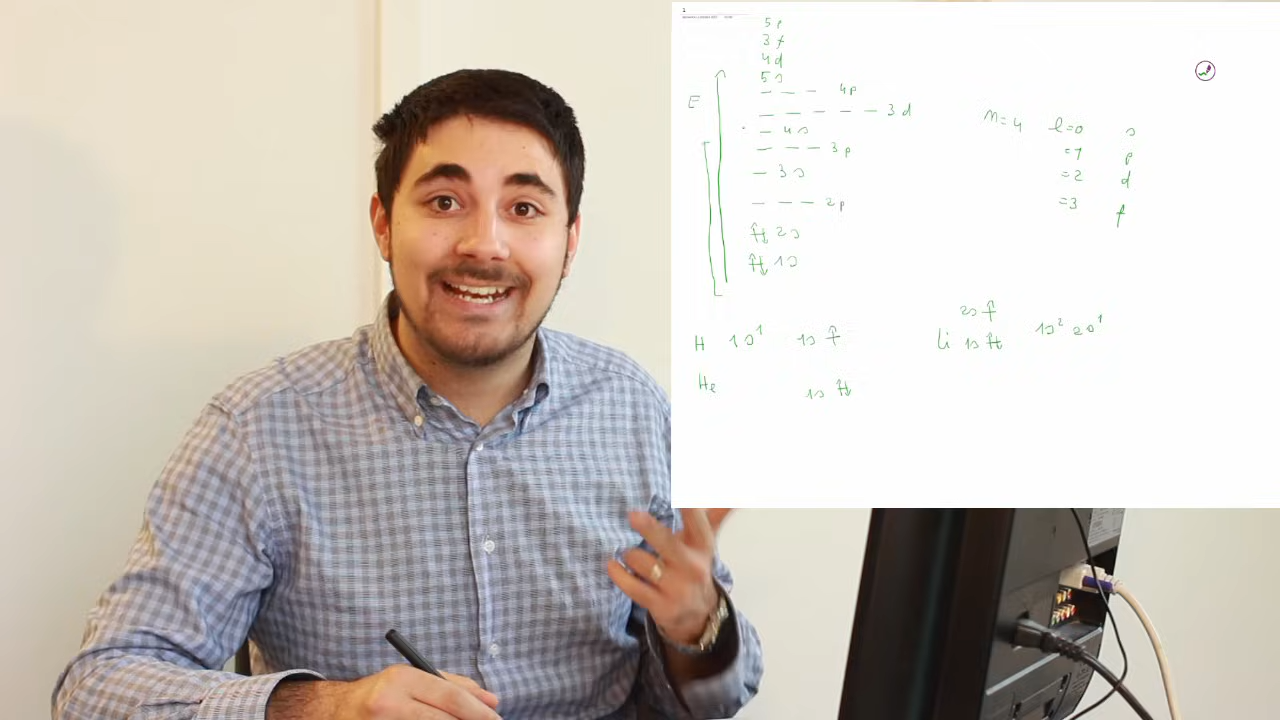 1
5p
3f
4d
5s
4p
E
3d
4s
3p
3s
2p
2s
1s
n=4 l=0 s
=1 p
=2 d
=3 f
H 1s¹ 1s
He 1s
2s
Li 1s 1s² 2s¹